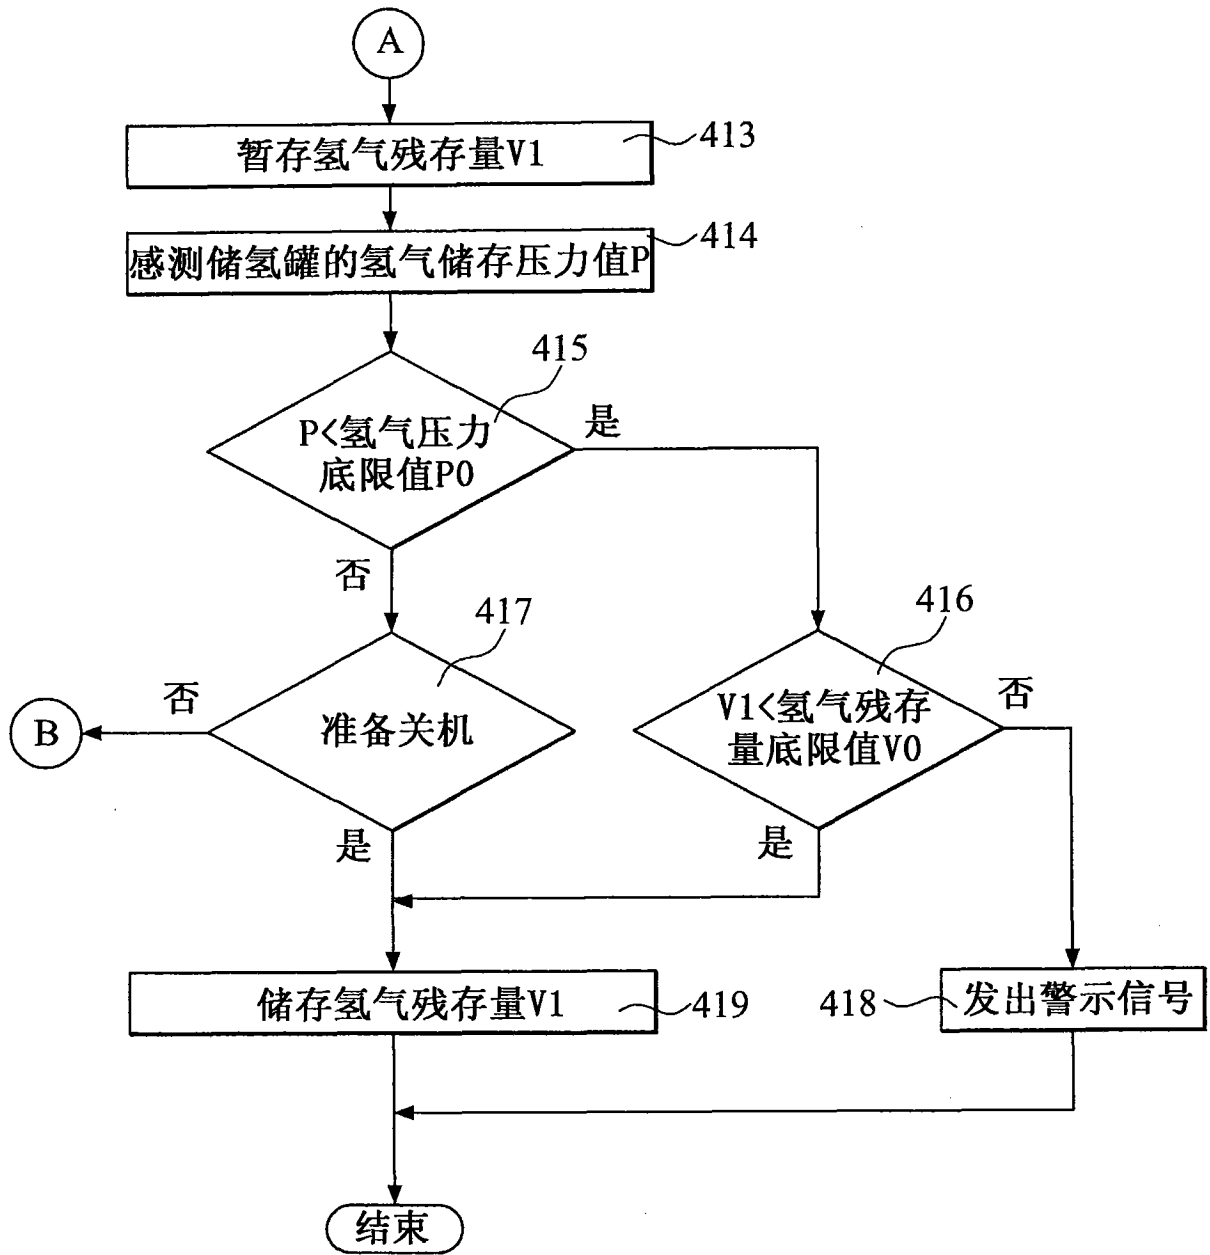 A
413
暂存氢气残存量V1
414
感测储氢罐的氢气储存压力值P
415
P<氢气压力
底限值P0
是
否
417
416
准备关机
否
B
V1<氢气残存
量底限值V0
否
是
是
储存氢气残存量V1
419
418
发出警示信号
结束